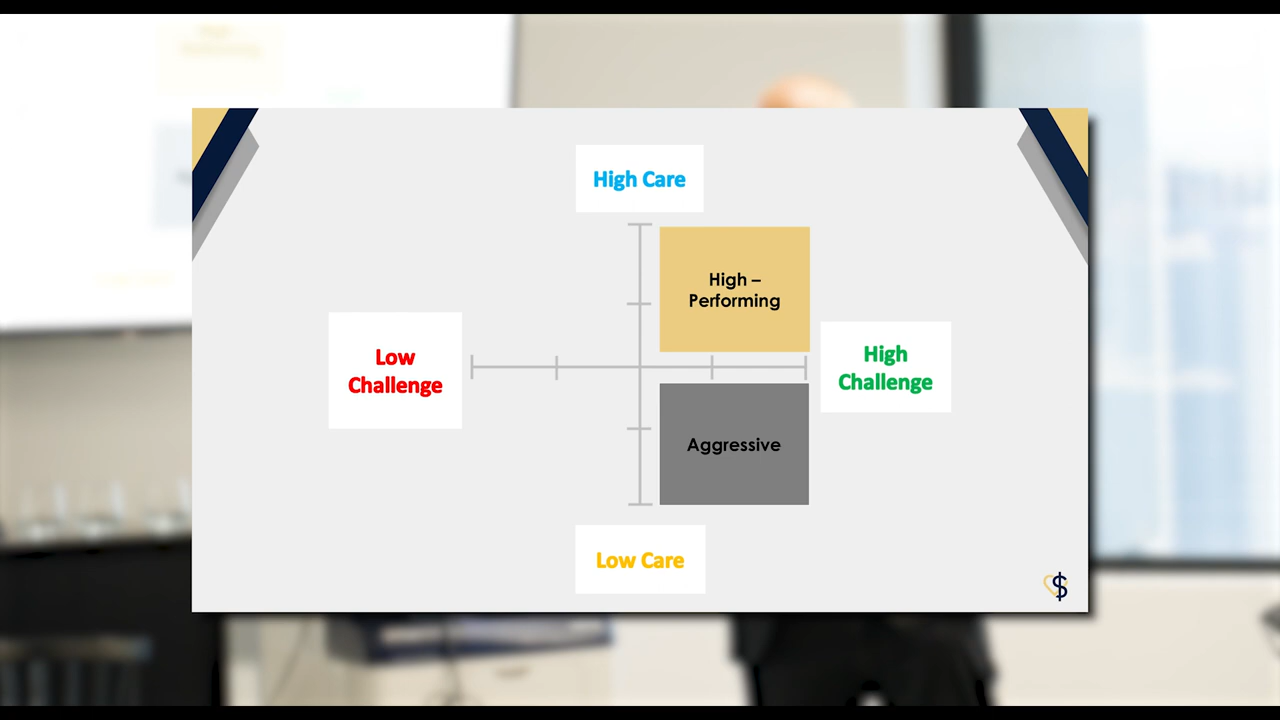 High Care
High –
Performing
Low
Challenge
High
Challenge
Aggressive
Low Care
$